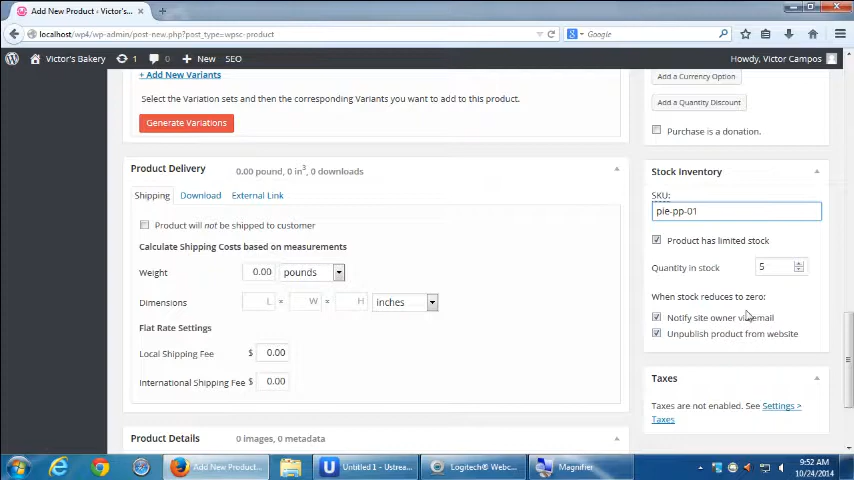 Add New Product ‹ Victor's B...
localhost/wp4/wp-admin/post-new.php?post_type=wpsc-product
Google
Victor's Bakery
1
0
New
SEO
Howdy, Victor Campos
+ Add New Variants
Select the Variation sets and then the corresponding Variants you want to add to this product.
Generate Variations
Add a Currency Option
Add a Quantity Discount
Purchase is a donation.
Product Delivery
0.00 pound, 0 in³, 0 downloads
Shipping
Download
External Link
Product will not be shipped to customer
Calculate Shipping Costs based on measurements
Weight
0.00
pounds
Dimensions
L
×
W
×
H
inches
Flat Rate Settings
Local Shipping Fee
$
0.00
International Shipping Fee
$
0.00
Stock Inventory
SKU:
pie-pp-01
Product has limited stock
Quantity in stock
5
When stock reduces to zero:
Notify site owner via email
Unpublish product from website
Taxes
Taxes are not enabled. See Settings >
Taxes
Product Details
0 images, 0 metadata
Add New Product...
Untitled 1 - Ustrea...
Logitech® Webc...
Magnifier
9:52 AM
10/24/2014